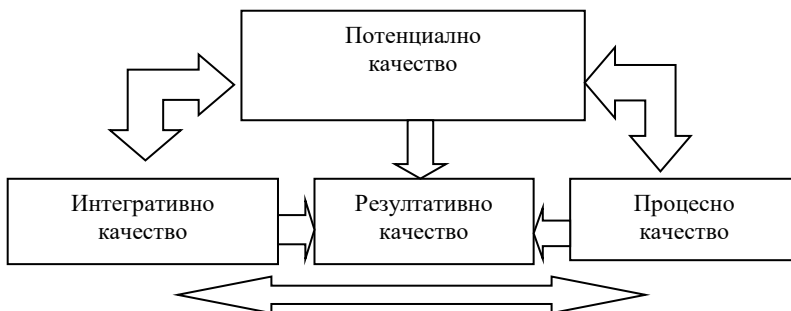 Потенциално
качество
Интегративно
качество
Резултативно
качество
Процесно
качество